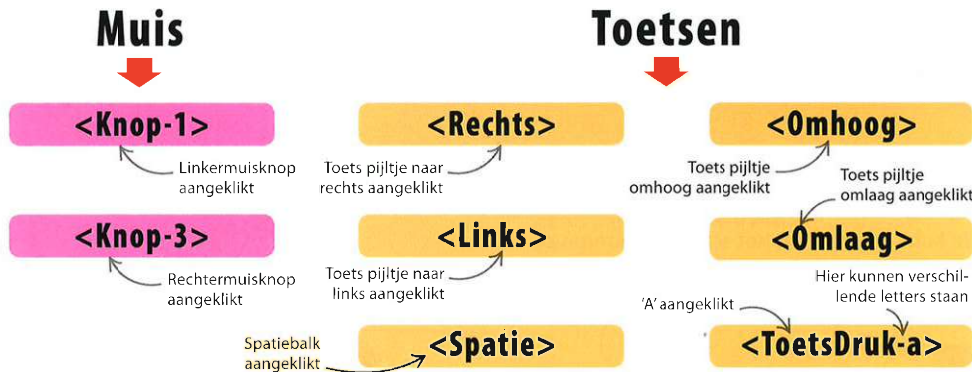 Muis
<Knop-1>
Linkermuisknop
aangeklikt
<Knop-3>
Rechtermuisknop
aangeklikt
Toetsen
<Rechts>
Toets pijltje naar
rechts aangeklikt
<Omhoog>
Toets pijltje
omhoog aangeklikt
<Links>
Toets pijltje naar
links aangeklikt
Toets pijltje
omlaag aangeklikt
<Omlaag>
Spatiebalk
aangeklikt
<Spatie>
'A' aangeklikt
Hier kunnen verschil-
lende letters staan
<ToetsDruk-a>